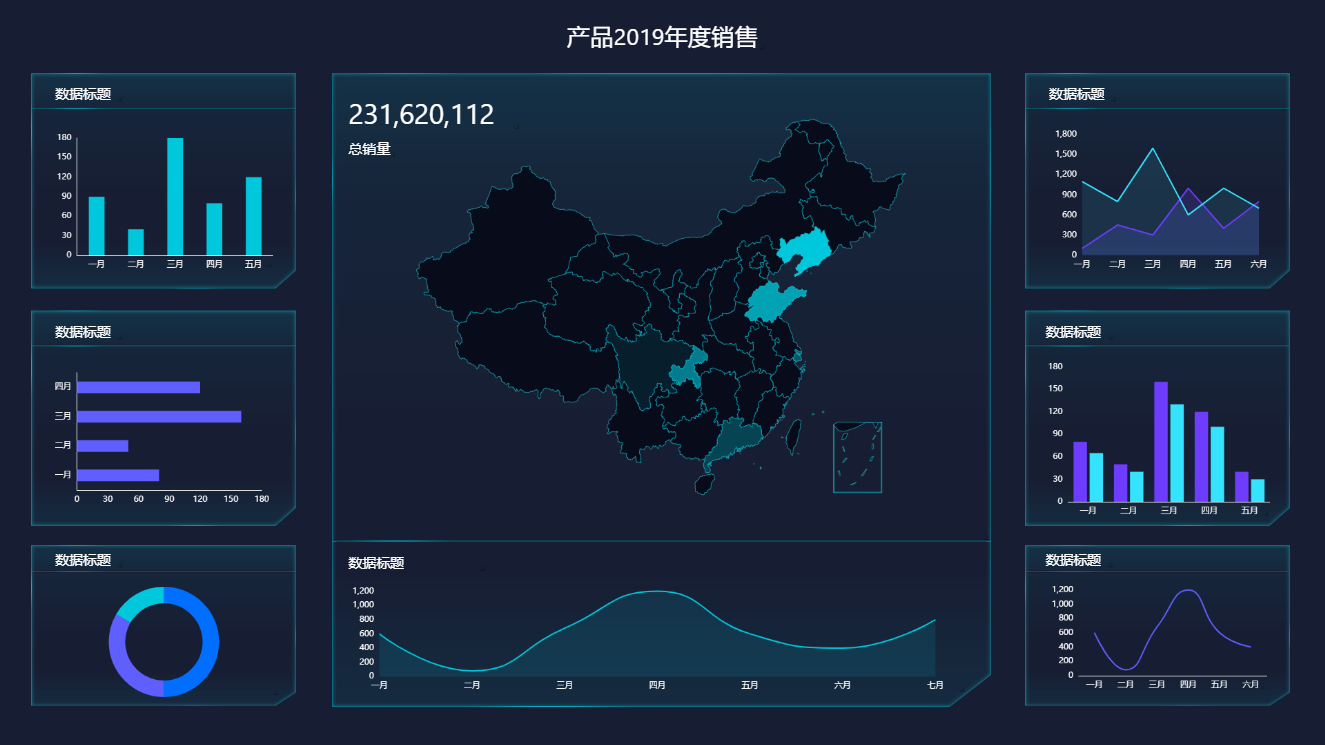 产品2019年度销售
数据标题
180
150
120
90
60
30
0
一月 二月 三月 四月 五月
数据标题
四月
三月
二月
一月
0 30 60 90 120 150 180
数据标题
231,620,112
总销量
数据标题
1,200
1,000
800
600
400
200
0
一月 二月 三月 四月 五月 六月 七月
数据标题
1,800
1,500
1,200
900
600
300
0
一月 二月 三月 四月 五月 六月
数据标题
180
150
120
90
60
30
0
一月 二月 三月 四月 五月
数据标题
1,200
1,000
800
600
400
200
0
一月 二月 三月 四月 五月 六月